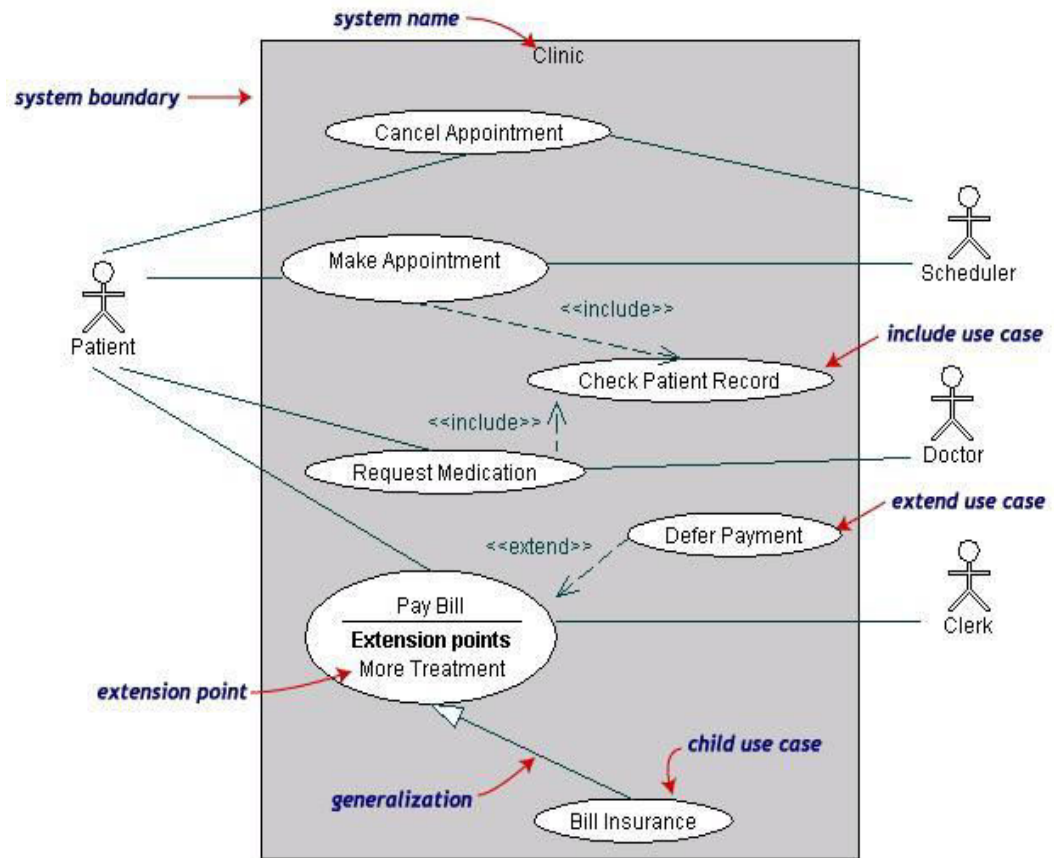 system name
Clinic
system boundary
Cancel Appointment
Make Appointment
Scheduler
<<include>>
Patient
include use case
Check Patient Record
<<include>>
Doctor
Request Medication
extend use case
Defer Payment
<<extend>>
Pay Bill
Clerk
Extension points
More Treatment
extension point
child use case
generalization
Bill Insurance